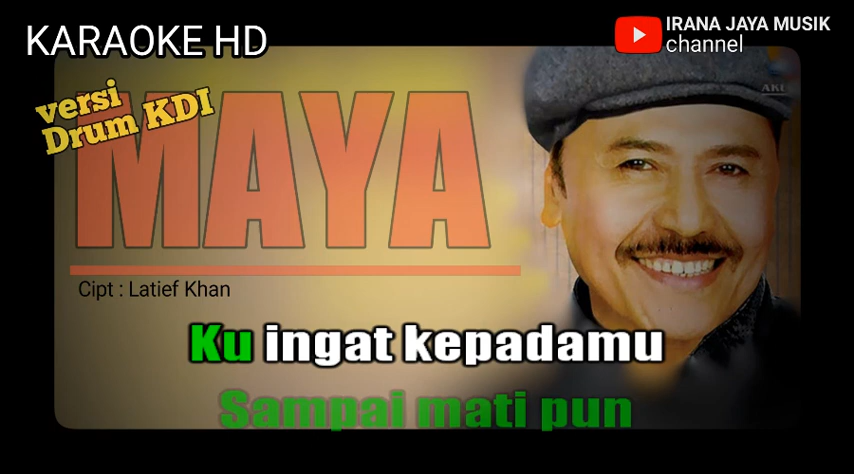 KARAOKE HD
IRANA JAYA MUSIK
channel
versi
Drum KDI
MAYA
Cipt : Latief Khan
Ku ingat kepadamu
Sampai mati pun